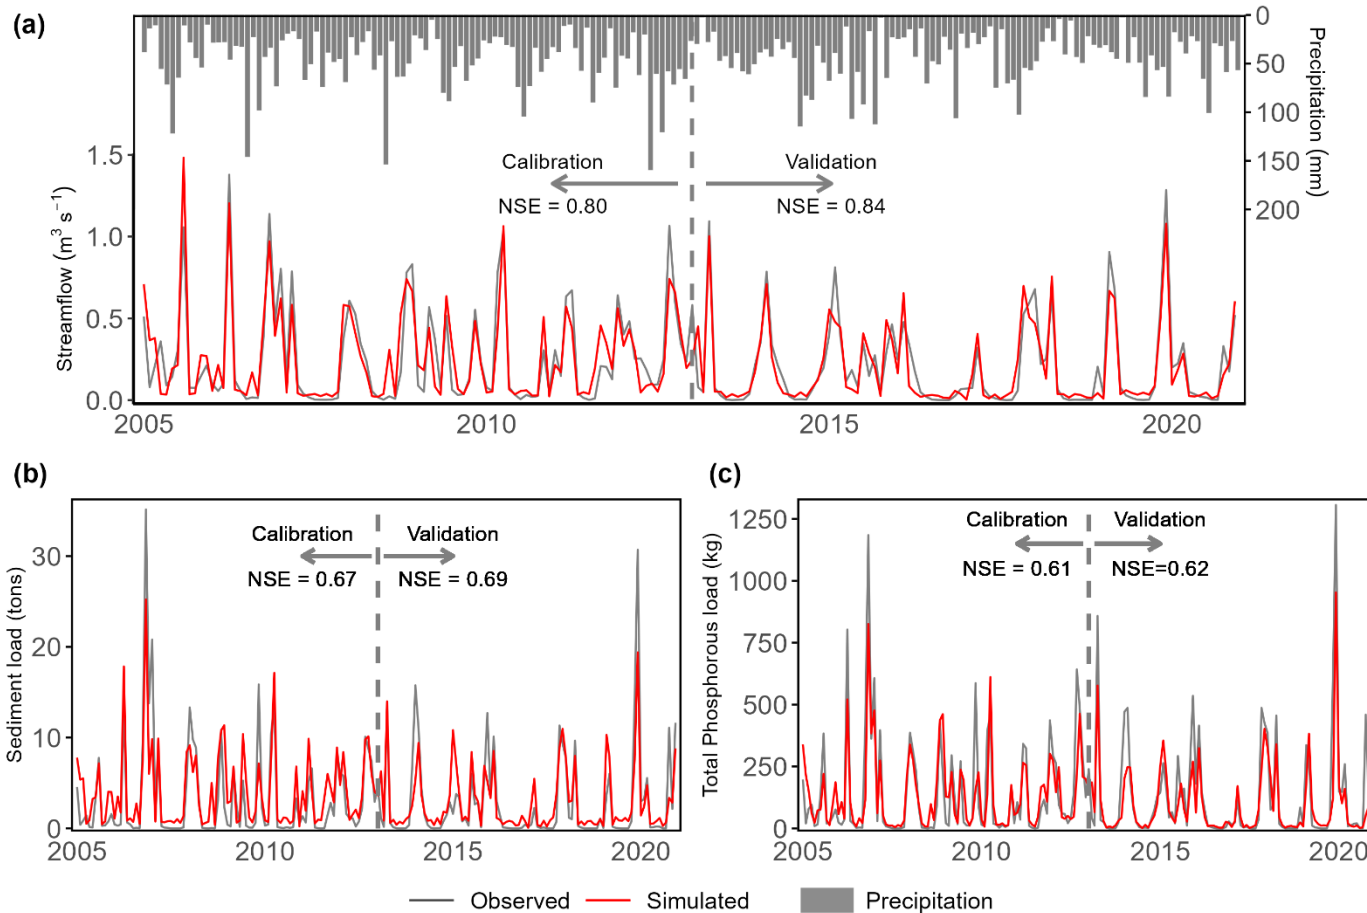 (a)
0
50
100
150
200
Precipitation (mm)
1.5
1.0
0.5
0.0
Streamflow (m³ s⁻¹)
Calibration
Validation
NSE = 0.80
NSE = 0.84
2005
2010
2015
2020
(b)
30
20
10
0
Sediment load (tons)
Calibration
Validation
NSE = 0.67
NSE = 0.69
2005
2010
2015
2020
(c)
1250
1000
750
500
250
0
Total Phosphorous load (kg)
Calibration
Validation
NSE = 0.61
NSE=0.62
2005
2010
2015
2020
Observed
Simulated
Precipitation